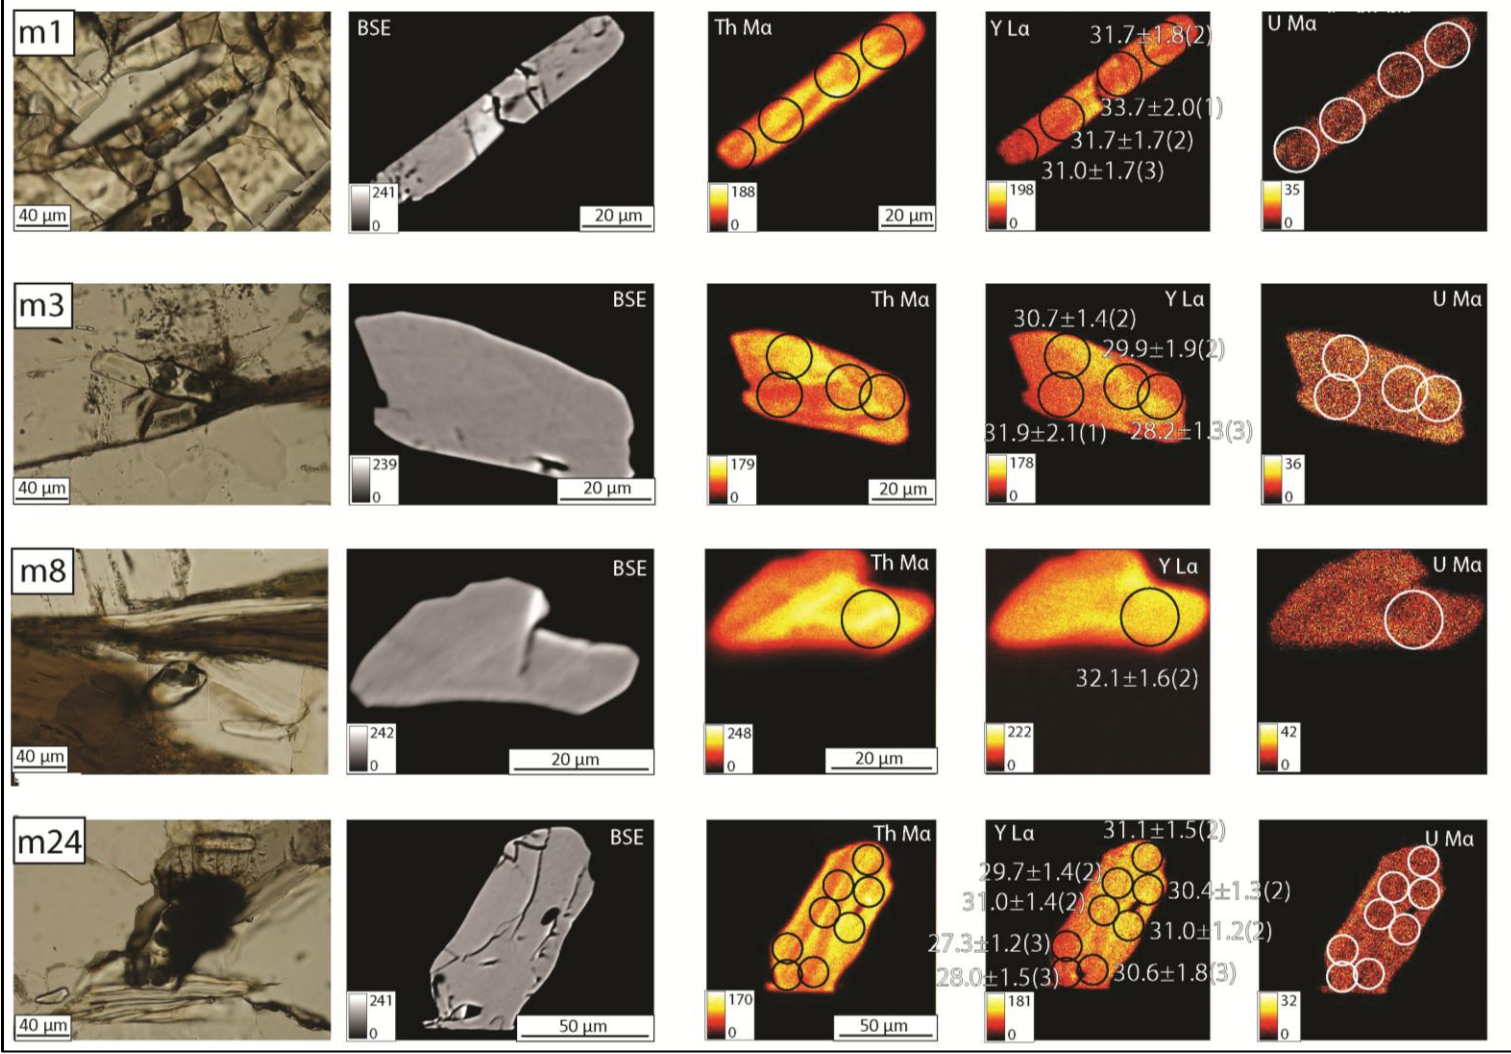 m1
BSE
Th Mα
Y Lα
U Mα
31.7±1.8(2)
33.7±2.0(1)
31.7±1.7(2)
31.0±1.7(3)
40 µm
241
0
20 µm
188
0
20 µm
198
0
35
0
m3
BSE
Th Mα
Y Lα
U Mα
30.7±1.4(2)
29.9±1.9(2)
31.9±2.1(1)
28.2±1.3(3)
40 µm
239
0
20 µm
179
0
20 µm
178
0
36
0
m8
BSE
Th Mα
Y Lα
U Mα
32.1±1.6(2)
40 µm
242
0
20 µm
248
0
20 µm
222
0
42
0
m24
BSE
Th Mα
Y Lα
U Mα
31.1±1.5(2)
29.7±1.4(2)
30.4±1.3(2)
31.0±1.4(2)
31.0±1.2(2)
27.3±1.2(3)
28.0±1.5(3)
30.6±1.8(3)
40 µm
241
0
50 µm
170
0
50 µm
181
0
32
0